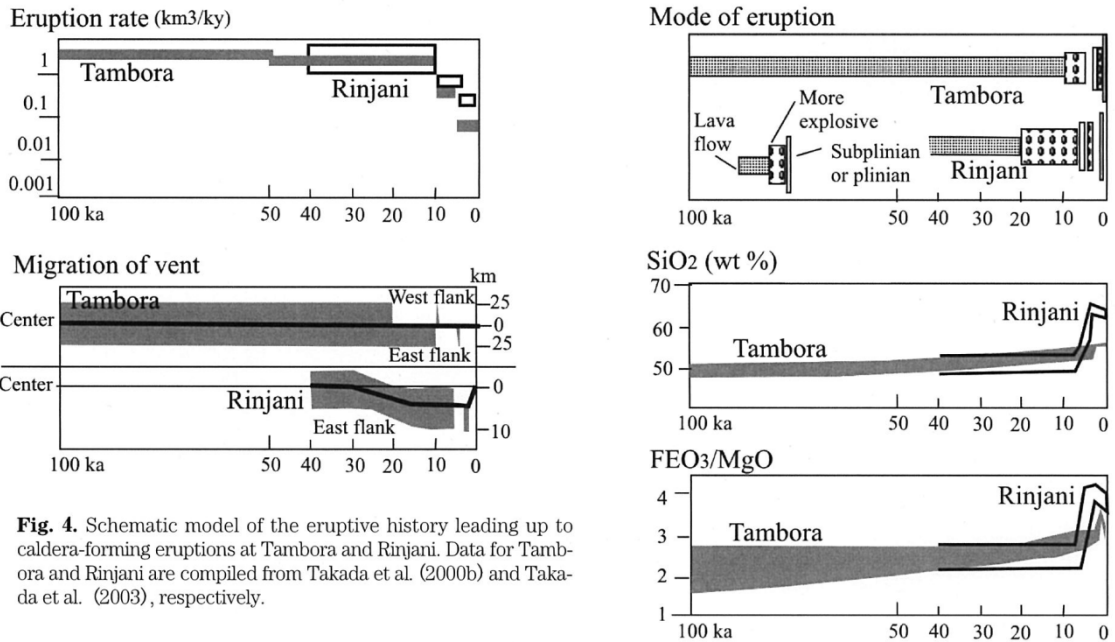 Eruption rate (km3/ky)
1
0.1
0.01
0.001
Tambora
Rinjani
100 ka 50 40 30 20 10 0
Migration of vent
km
Tambora
West flank
25
Center
0
East flank
25
Center
0
Rinjani
East flank
10
100 ka 50 40 30 20 10 0
Fig. 4. Schematic model of the eruptive history leading up to
caldera-forming eruptions at Tambora and Rinjani. Data for Tamb-
ora and Rinjani are compiled from Takada et al. (2000b) and Taka-
da et al. (2003), respectively.
Mode of eruption
Tambora
More
explosive
Lava
flow
Subplinian
or plinian
Rinjani
100 ka 50 40 30 20 10 0
SiO2 (wt %)
70
60
50
Tambora
Rinjani
100 ka 50 40 30 20 10 0
FEO3/MgO
4
3
2
1
Tambora
Rinjani
100 ka 50 40 30 20 10 0